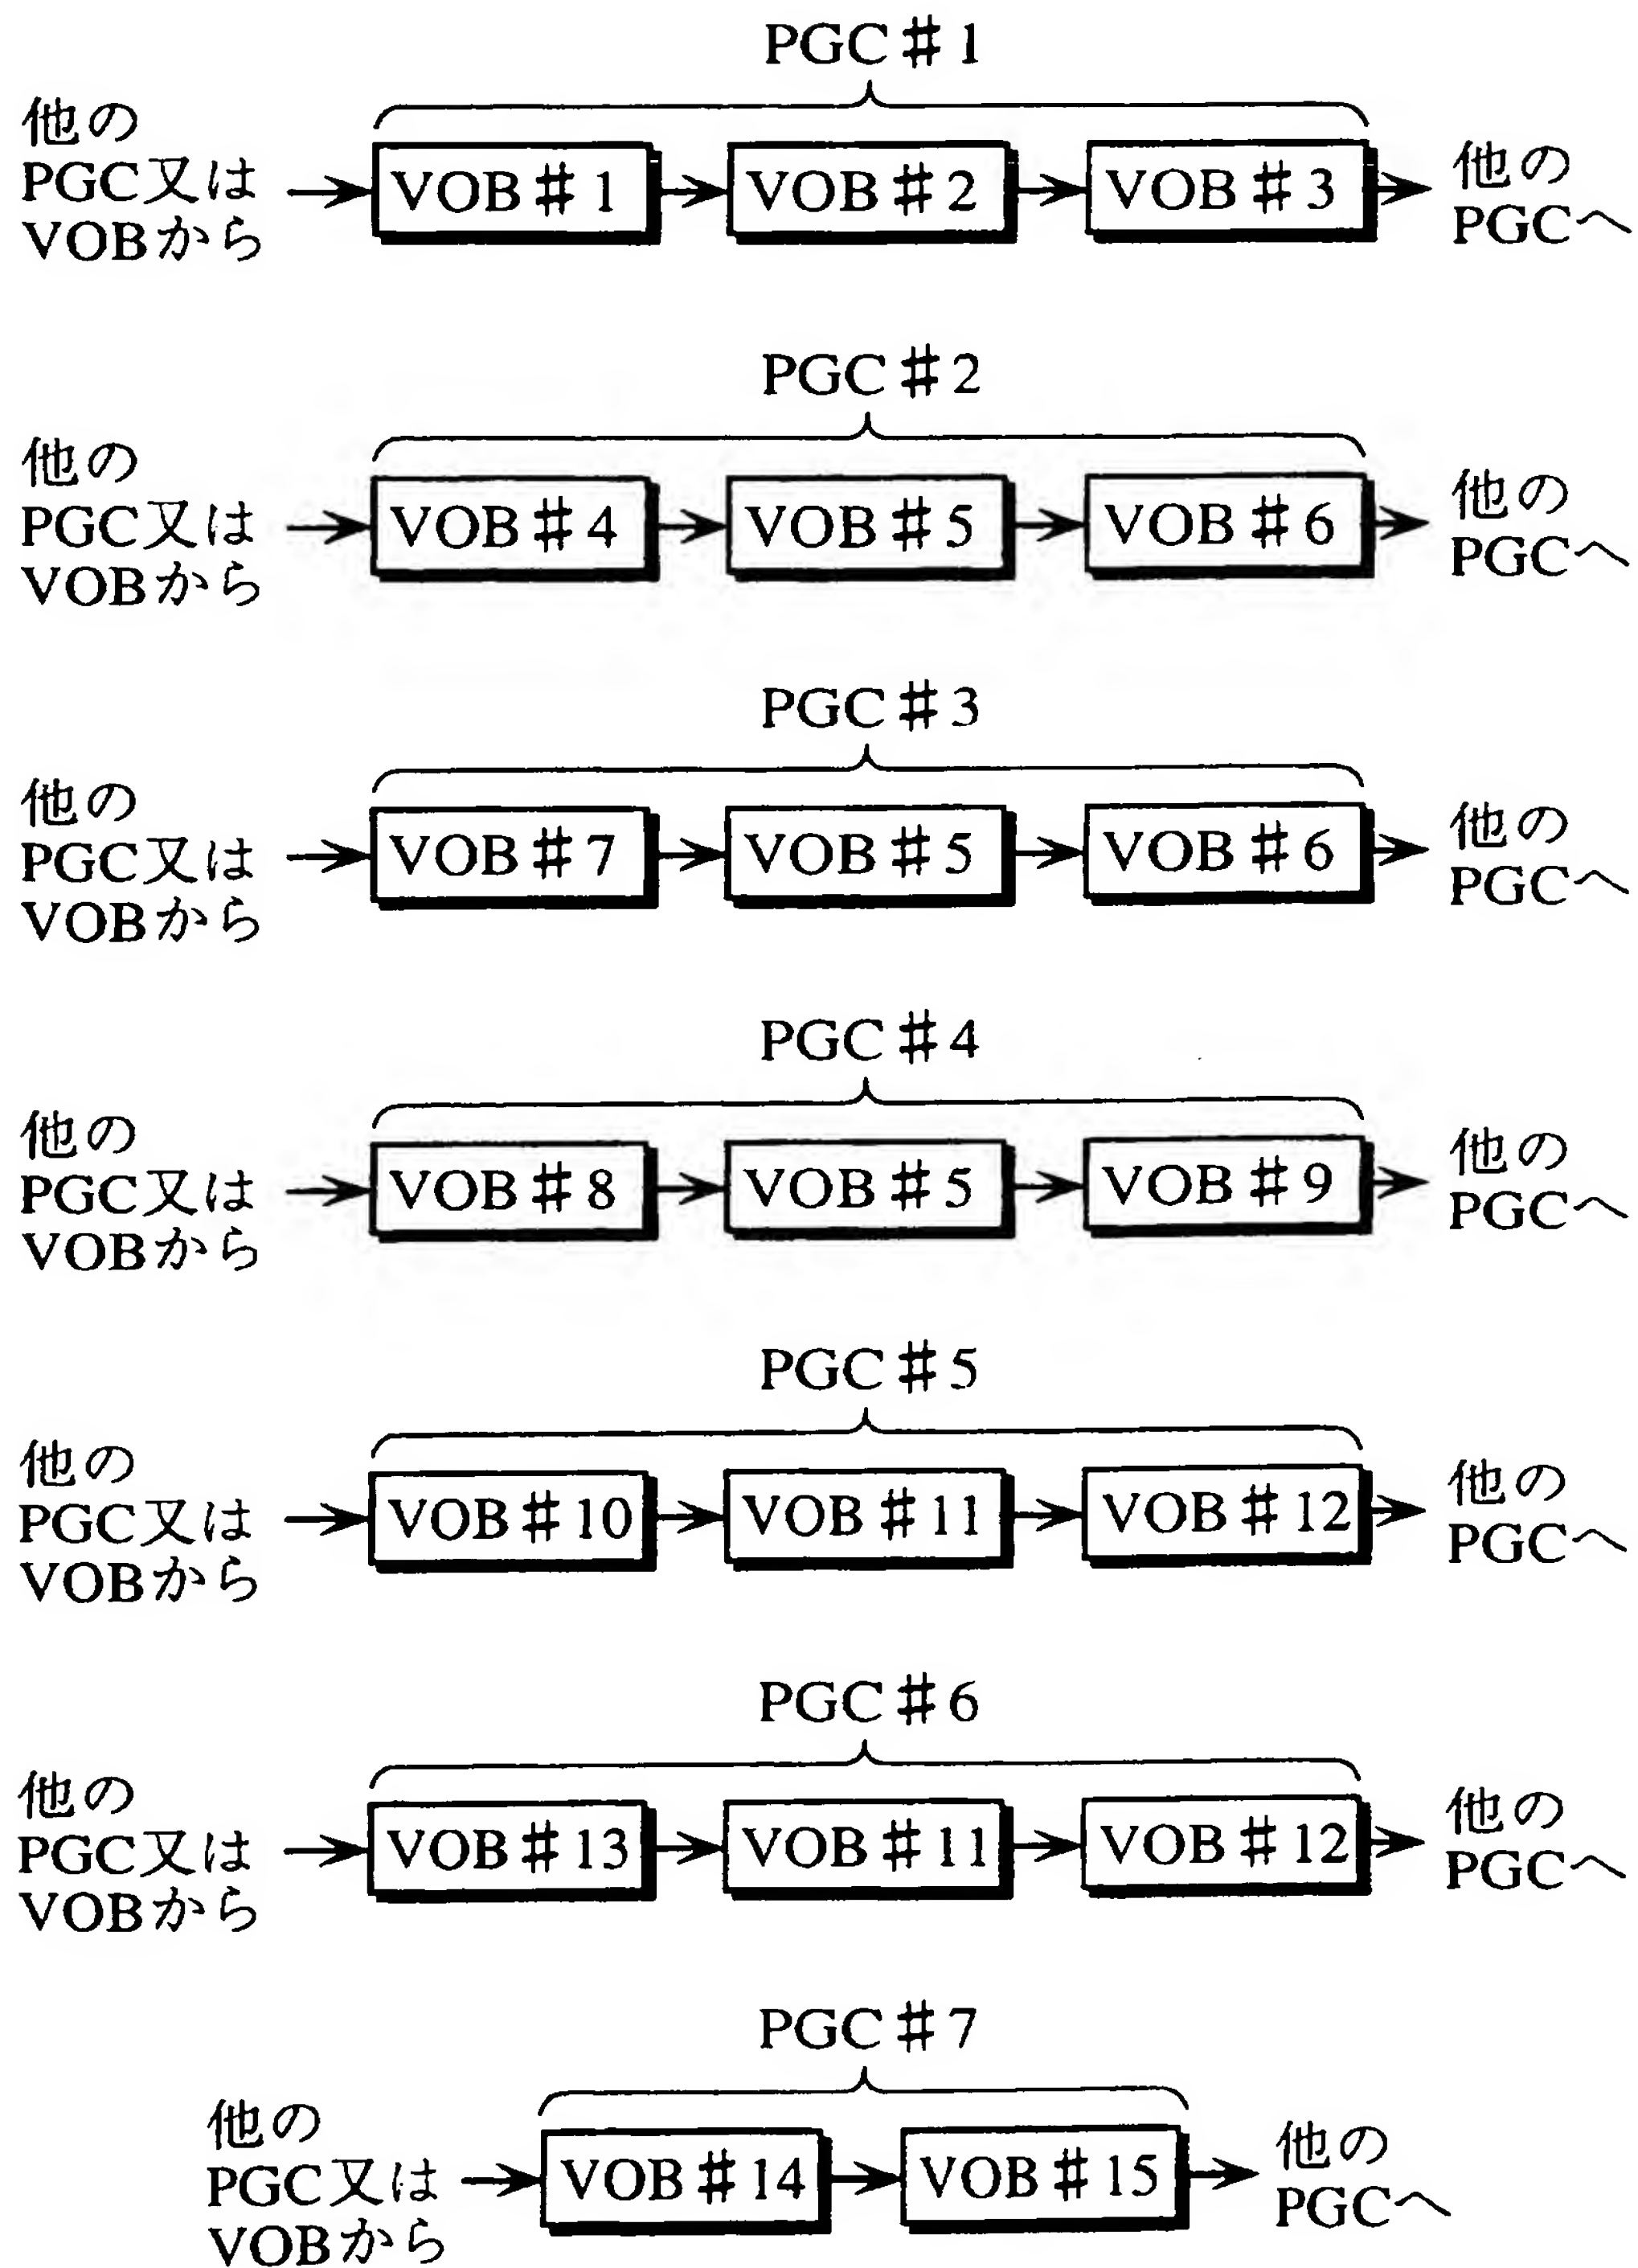 PGC#1
他の
PGC又は
VOBから
VOB#1
VOB#2
VOB#3
他の
PGCへ
PGC#2
他の
PGC又は
VOBから
VOB#4
VOB#5
VOB#6
他の
PGCへ
PGC#3
他の
PGC又は
VOBから
VOB#7
VOB#5
VOB#6
他の
PGCへ
PGC#4
他の
PGC又は
VOBから
VOB#8
VOB#5
VOB#9
他の
PGCへ
PGC#5
他の
PGC又は
VOBから
VOB#10
VOB#11
VOB#12
他の
PGCへ
PGC#6
他の
PGC又は
VOBから
VOB#13
VOB#11
VOB#12
他の
PGCへ
PGC#7
他の
PGC又は
VOBから
VOB#14
VOB#15
他の
PGCへ